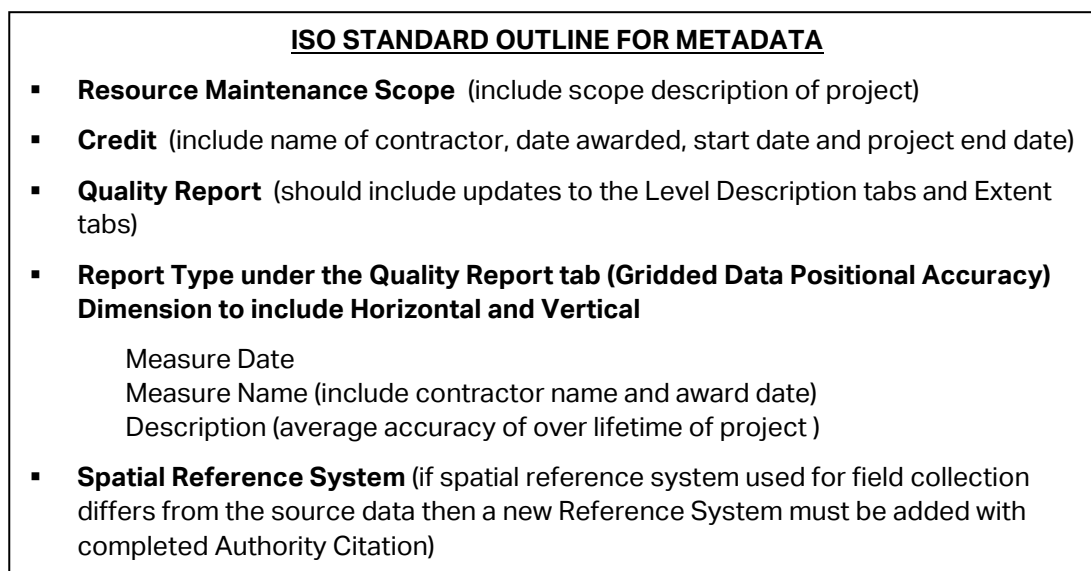 ISO STANDARD OUTLINE FOR METADATA
▪ Resource Maintenance Scope (include scope description of project)
▪ Credit (include name of contractor, date awarded, start date and project end date)
▪ Quality Report (should include updates to the Level Description tabs and Extent
tabs)
▪ Report Type under the Quality Report tab (Gridded Data Positional Accuracy)
Dimension to include Horizontal and Vertical
Measure Date
Measure Name (include contractor name and award date)
Description (average accuracy of over lifetime of project )
▪ Spatial Reference System (if spatial reference system used for field collection
differs from the source data then a new Reference System must be added with
completed Authority Citation)